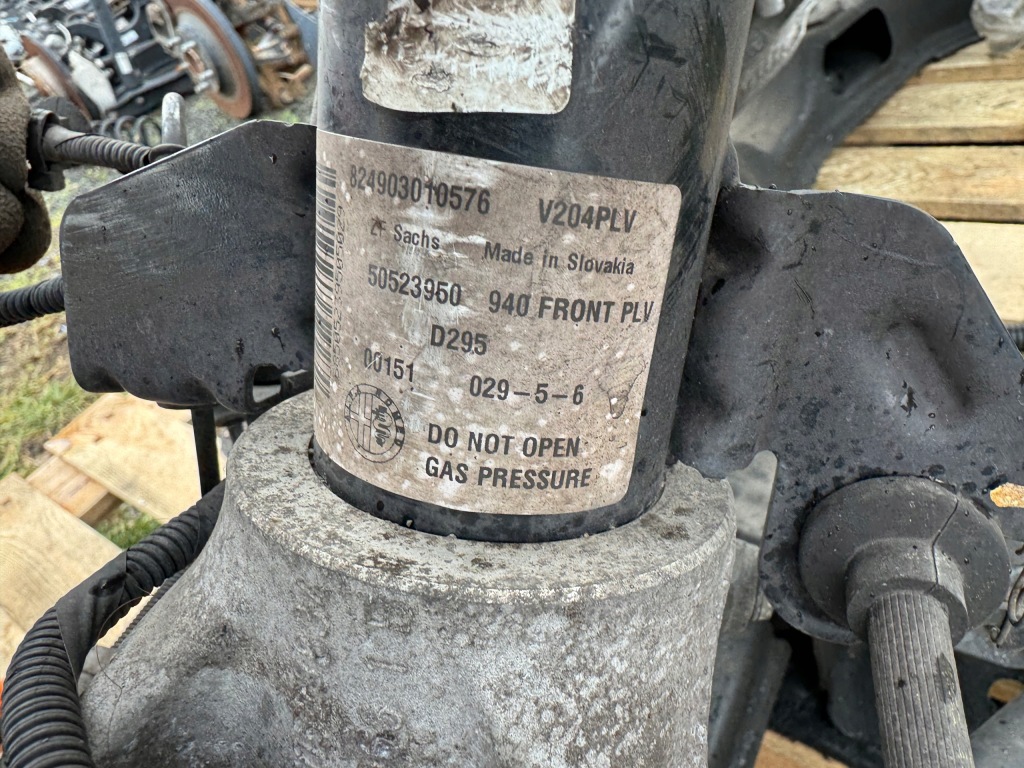 824903010576 V204PLV
Sachs Made in Slovakia
50523950 940 FRONT PLV
D295
00151 029-5-6
DO NOT OPEN
GAS PRESSURE